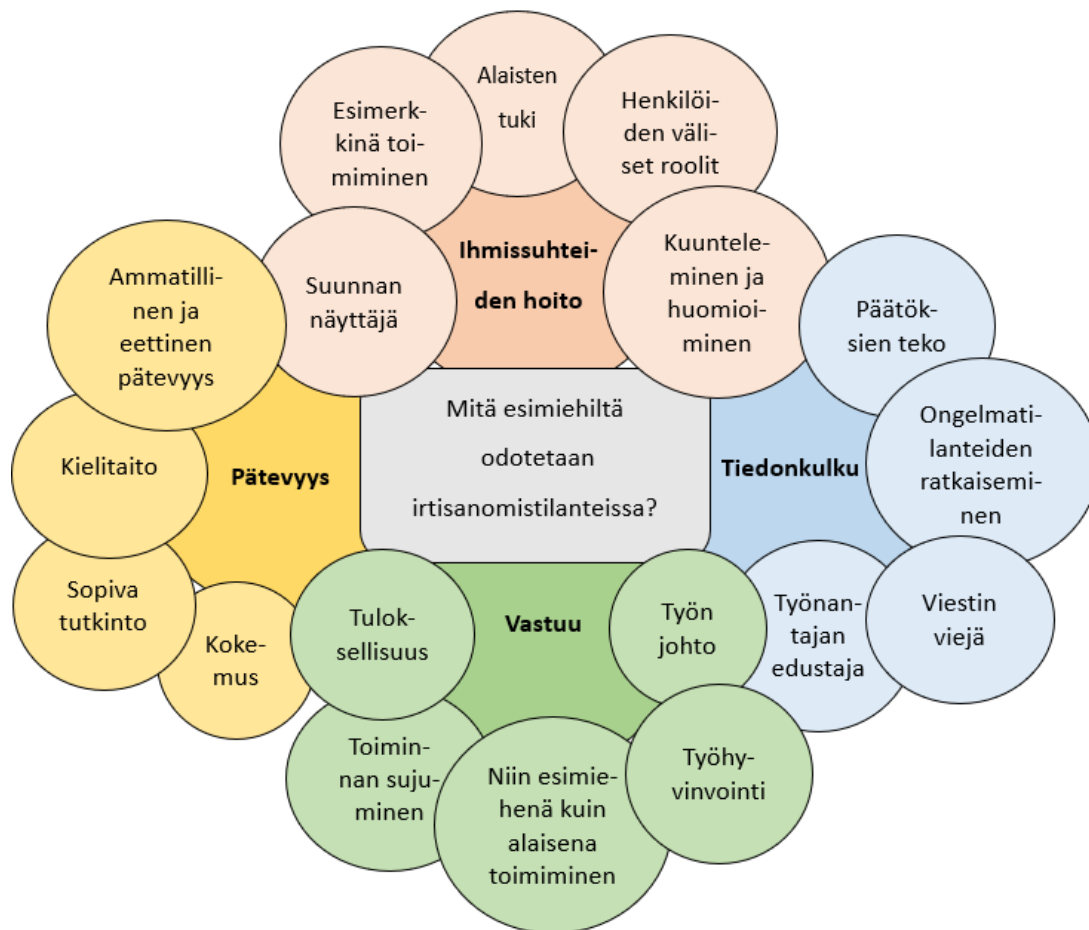 Alaisten
tuki
Esimerk-
kinä toi-
miminen
Henkilöi-
den väli-
set roolit
Suunnan
näyttäjä
Ihmissuhtei-
den hoito
Kuuntele-
minen ja
huomioi-
minen
Ammatilli-
nen ja
eettinen
pätevyys
Kielitaito
Sopiva
tutkinto
Koke-
mus
Pätevyys
Mitä esimiehiltä
odotetaan
irtisanomistilanteissa?
Tiedonkulku
Päätök-
sien teko
Ongelmati-
lanteiden
ratkaisemi-
nen
Viestin
viejä
Työnan-
tajan
edustaja
Vastuu
Tulok-
sellisuus
Työn
johto
Toimin-
nan suju-
minen
Niin esimie-
henä kuin
alaisena
toimiminen
Työhy-
vinvointi